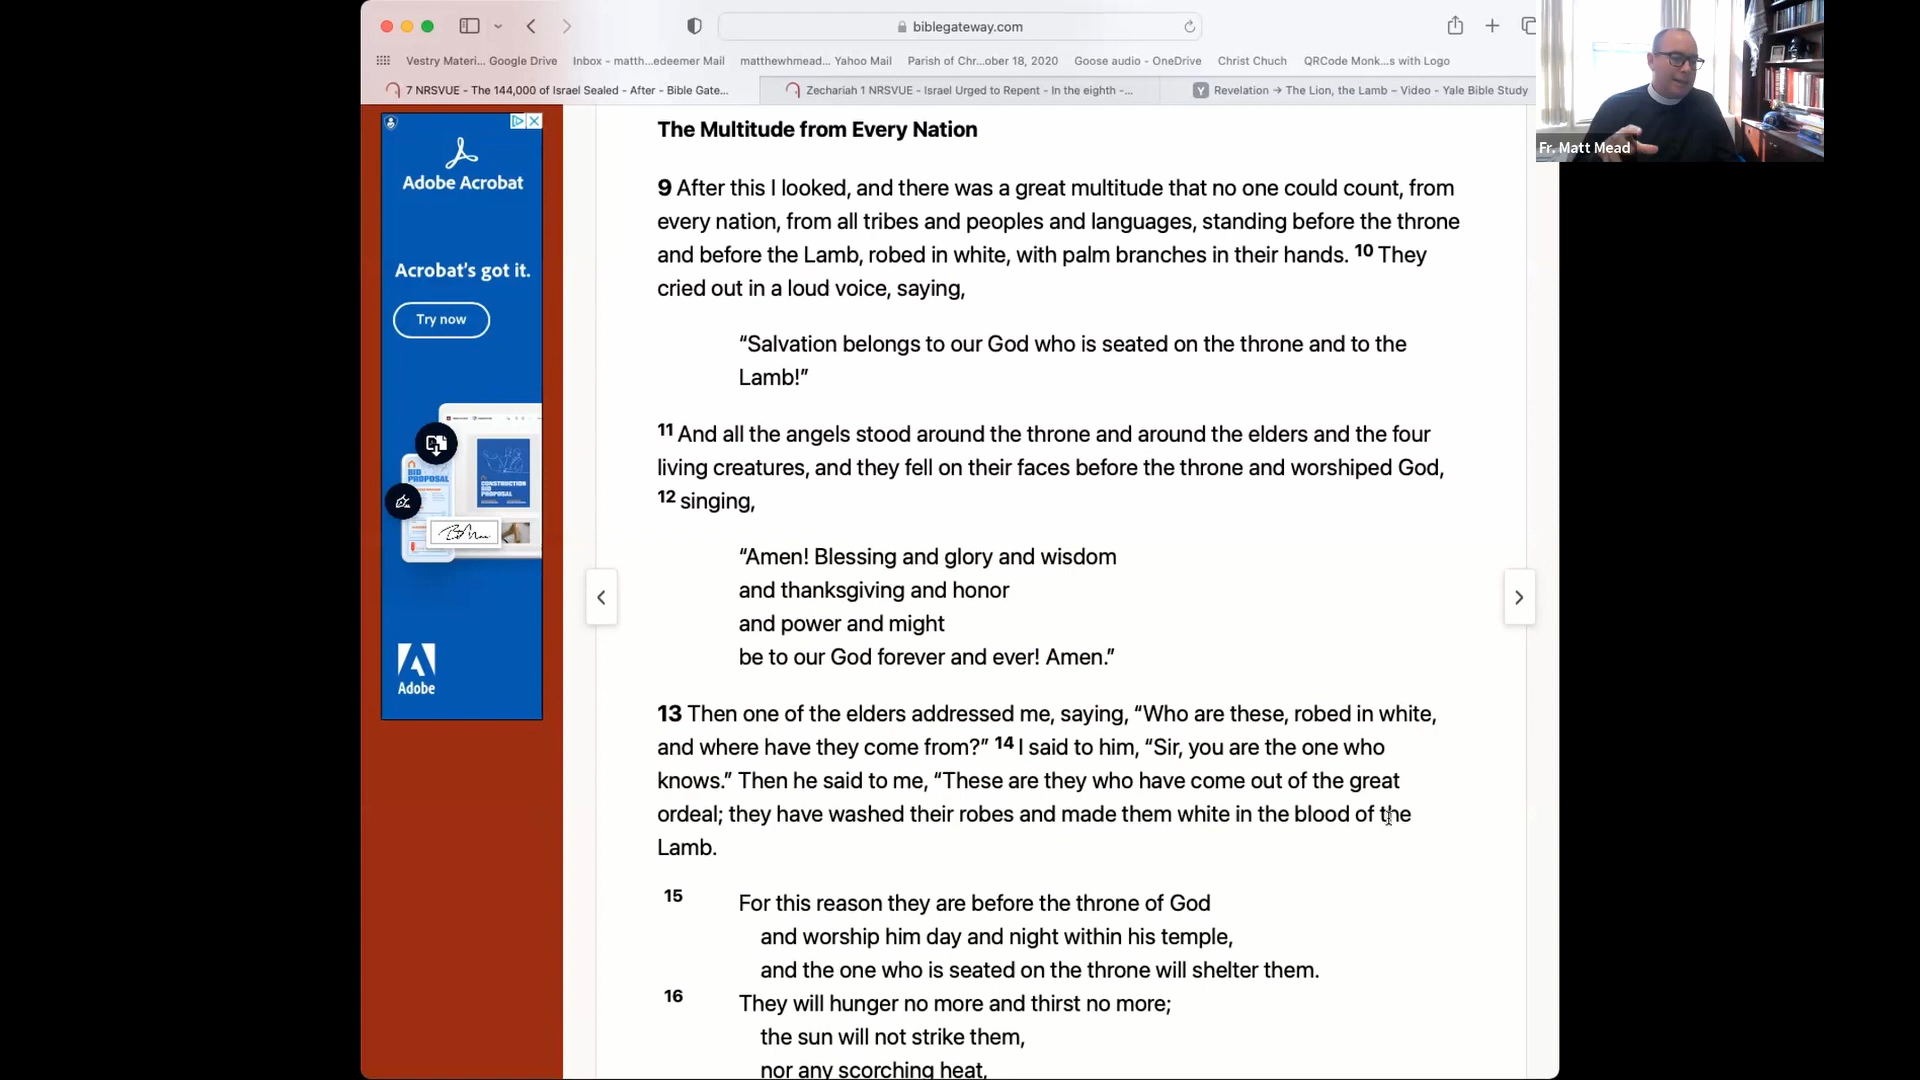 biblegateway.com
Vestry Materi... Google Drive
Inbox - matth...edeemer Mail
matthewhmead... Yahoo Mail
Parish of Chr...ober 18, 2020
Goose audio - OneDrive
Christ Chuch
QRCode Monk...s with Logo
7 NRSVUE - The 144,000 of Israel Sealed - After - Bible Gate...
Zechariah 1 NRSVUE - Israel Urged to Repent - In the eighth -...
Y
Revelation → The Lion, the Lamb – Video - Yale Bible Study
Fr. Matt Mead
Adobe Acrobat
Acrobat's got it.
Try now
BID
PROPOSAL
CONSTRUCTION
BID
PROPOSAL
Adobe
The Multitude from Every Nation
9 After this I looked, and there was a great multitude that no one could count, from
every nation, from all tribes and peoples and languages, standing before the throne
and before the Lamb, robed in white, with palm branches in their hands. 10 They
cried out in a loud voice, saying,
“Salvation belongs to our God who is seated on the throne and to the
Lamb!”
11 And all the angels stood around the throne and around the elders and the four
living creatures, and they fell on their faces before the throne and worshiped God,
12 singing,
“Amen! Blessing and glory and wisdom
and thanksgiving and honor
and power and might
be to our God forever and ever! Amen.”
13 Then one of the elders addressed me, saying, “Who are these, robed in white,
and where have they come from?” 14 I said to him, “Sir, you are the one who
knows.” Then he said to me, “These are they who have come out of the great
ordeal; they have washed their robes and made them white in the blood of the
Lamb.
15 For this reason they are before the throne of God
and worship him day and night within his temple,
and the one who is seated on the throne will shelter them.
16 They will hunger no more and thirst no more;
the sun will not strike them,
nor any scorching heat,